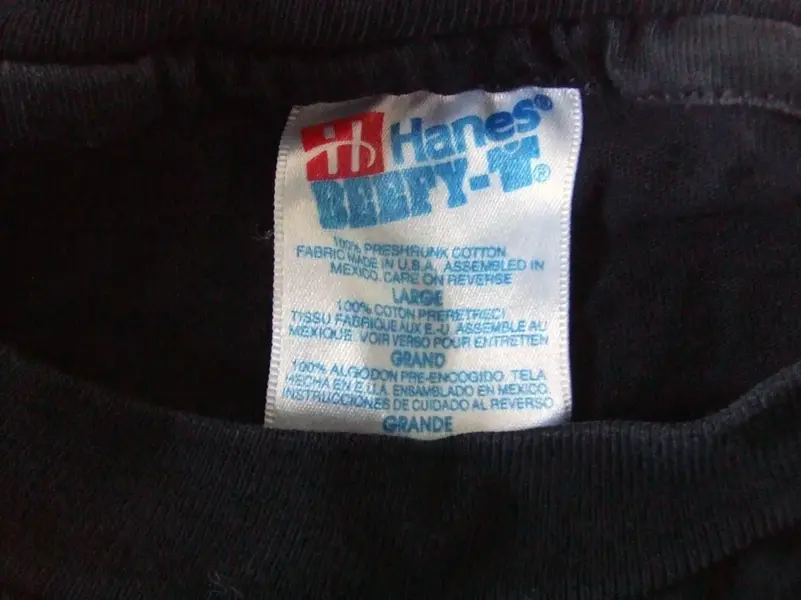 Hanes®
BEEFY-T®
100% PRESHRUNK COTTON
FABRIC MADE IN U.S.A. ASSEMBLED IN
MEXICO. CARE ON REVERSE
LARGE
100% COTON PRERETRECI
TISSU FABRIQUE AUX E.-U. ASSEMBLE AU
MEXIQUE. VOIR VERSO POUR ENTRETIEN
GRAND
100% ALGODON PRE-ENCOGIDO. TELA
HECHA EN E.U.A. ENSAMBLADO EN MEXICO.
INSTRUCCIONES DE CUIDADO AL REVERSO
GRANDE